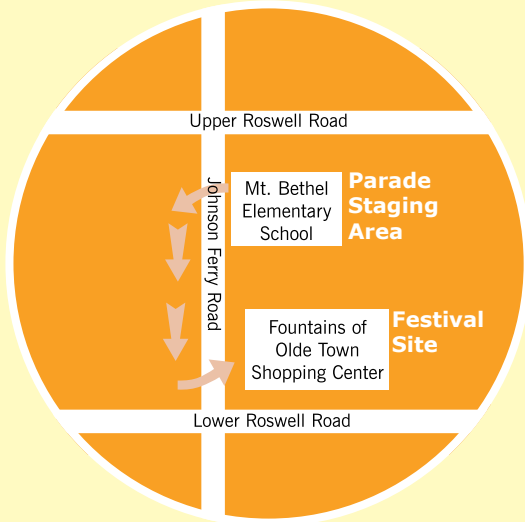 Upper Roswell Road
Johnson Ferry Road
Mt. Bethel
Elementary
School
Parade
Staging
Area
Fountains of
Olde Town
Shopping Center
Festival
Site
Lower Roswell Road